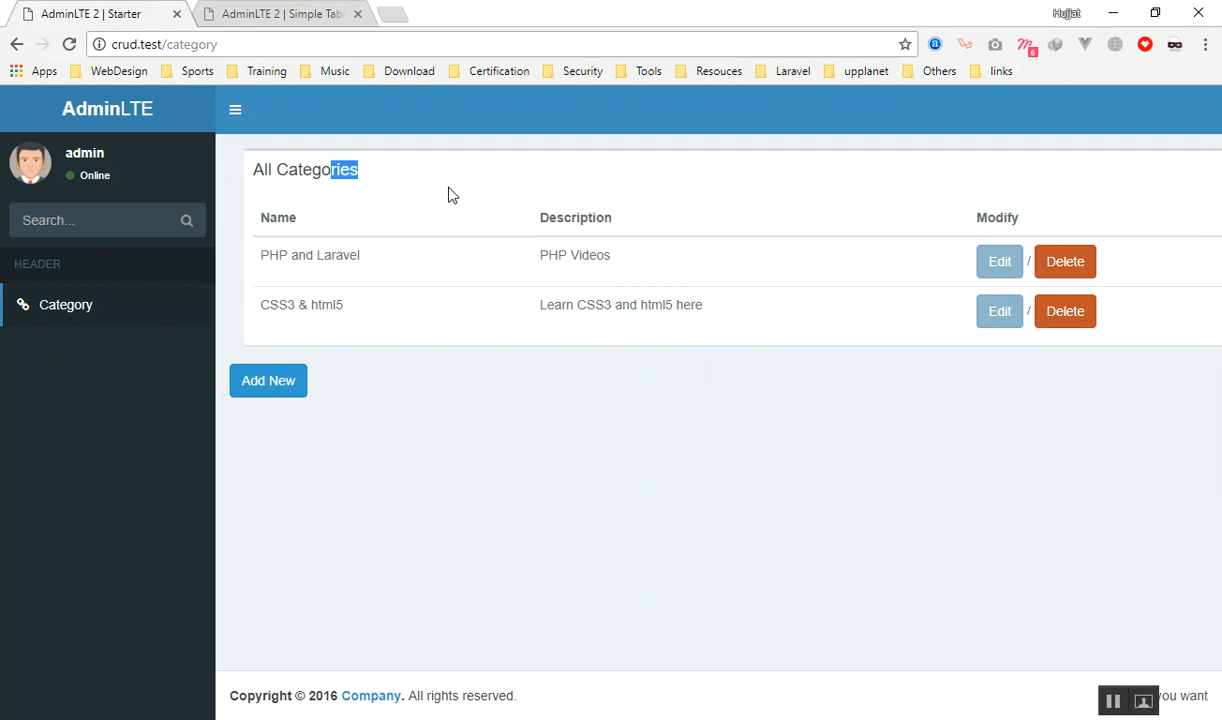 AdminLTE 2 | Starter
AdminLTE 2 | Simple Tab
Hujjat
crud.test/category
6
Apps WebDesign Sports Training Music Download Certification Security Tools Resouces Laravel upplanet Others links
AdminLTE
admin
Online
Search...
HEADER
Category
All Categories
Name Description Modify
PHP and Laravel PHP Videos Edit / Delete
CSS3 & html5 Learn CSS3 and html5 here Edit / Delete
Add New
Copyright © 2016 Company. All rights reserved.
you want